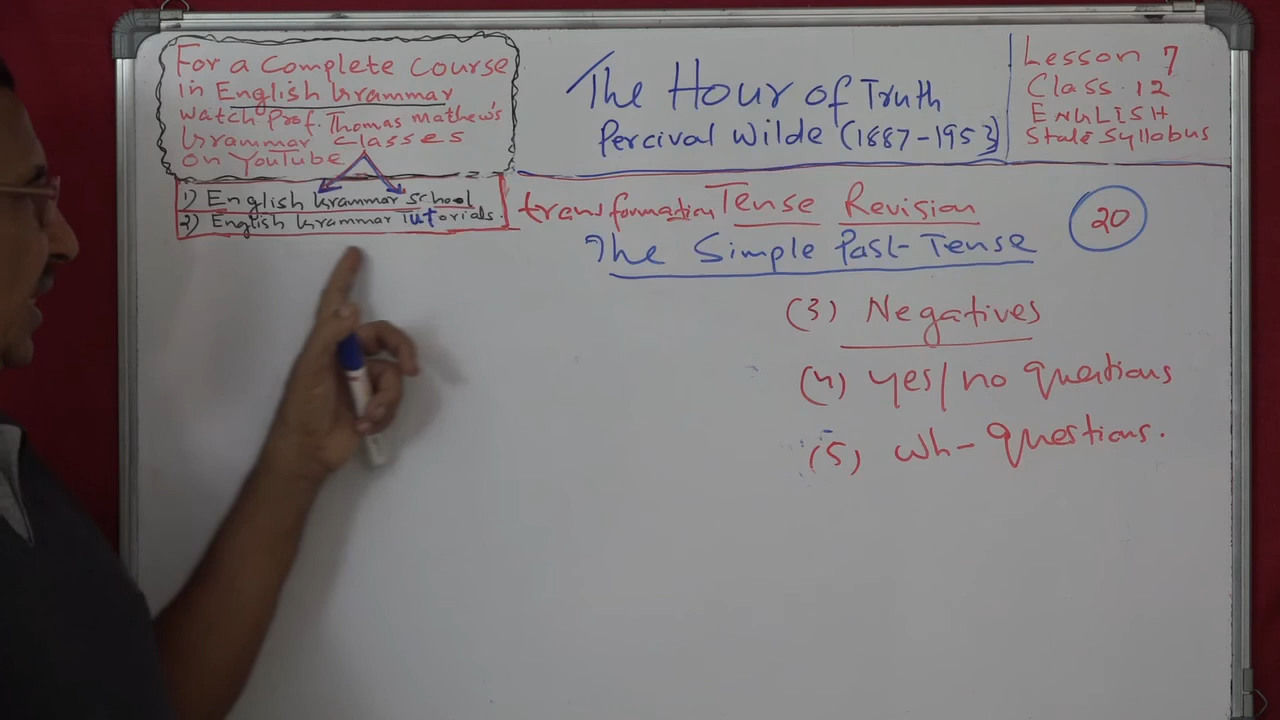 For a Complete Course
in English Grammar
watch Prof. Thomas Mathew's
Grammar Classes
on YouTube
1) English Grammar School
2) English Grammar Tutorials.
The Hour of Truth
Percival Wilde (1887-1953)
Lesson 7
Class. 12
ENGLISH
State Syllabus
transformation Tense Revision
The Simple Past Tense
20
(3) Negatives
(4) yes/no questions
(5) wh- questions.